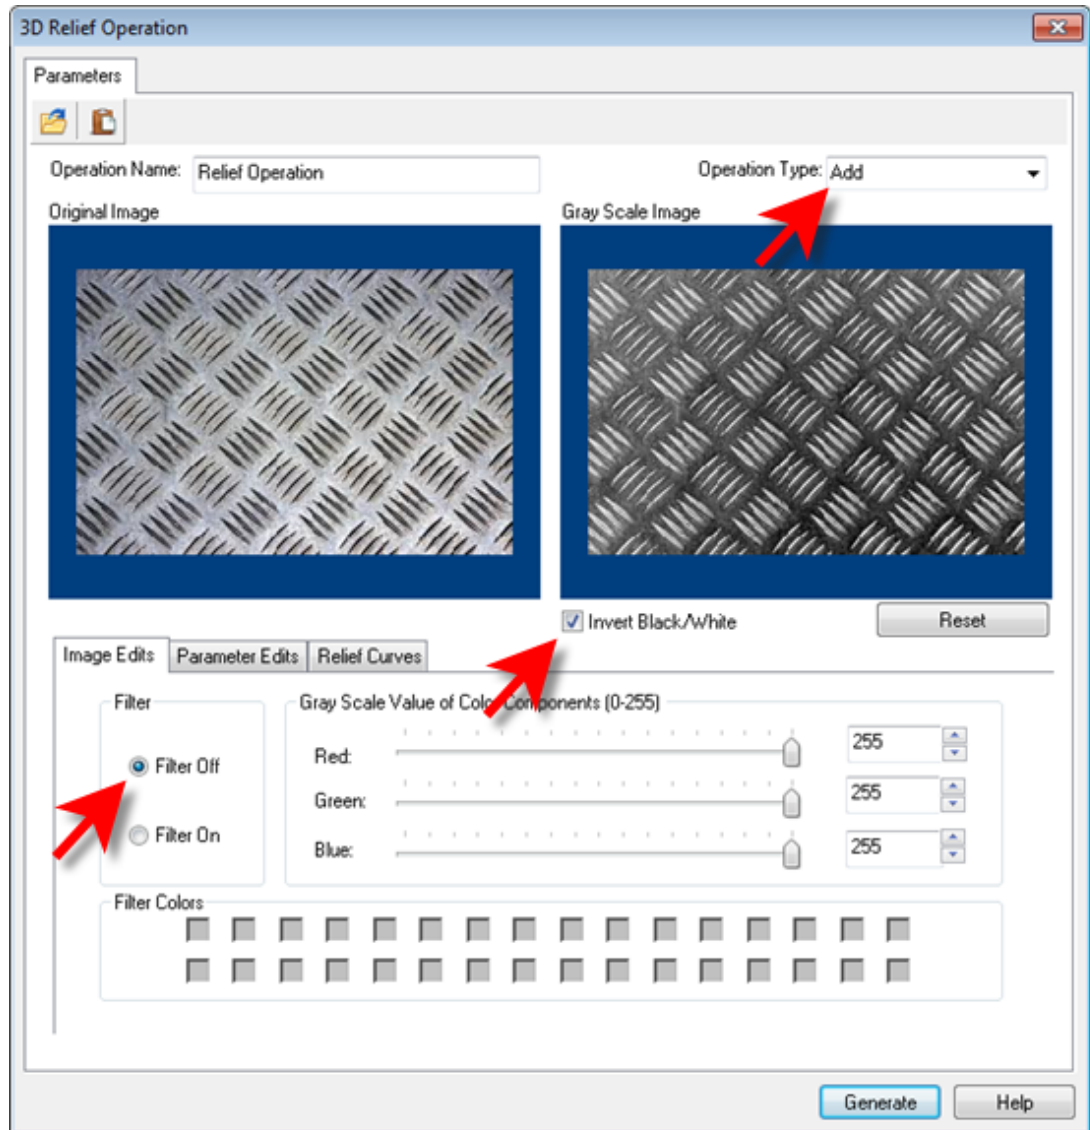 3D Relief Operation
Parameters
Operation Name: Relief Operation
Operation Type: Add
Original Image
Gray Scale Image
Invert Black/White
Reset
Image Edits
Parameter Edits
Relief Curves
Filter
Gray Scale Value of Color Components (0-255)
Filter Off
Filter On
Red: 255
Green: 255
Blue: 255
Filter Colors
Generate
Help